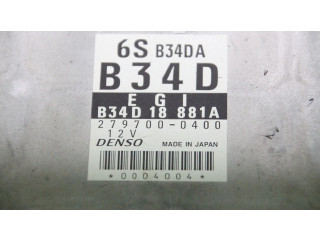 6S B34DA
B34D
EGI
B34D 18 881A
279700-0400
12V
DENSO MADE IN JAPAN
*0004004*